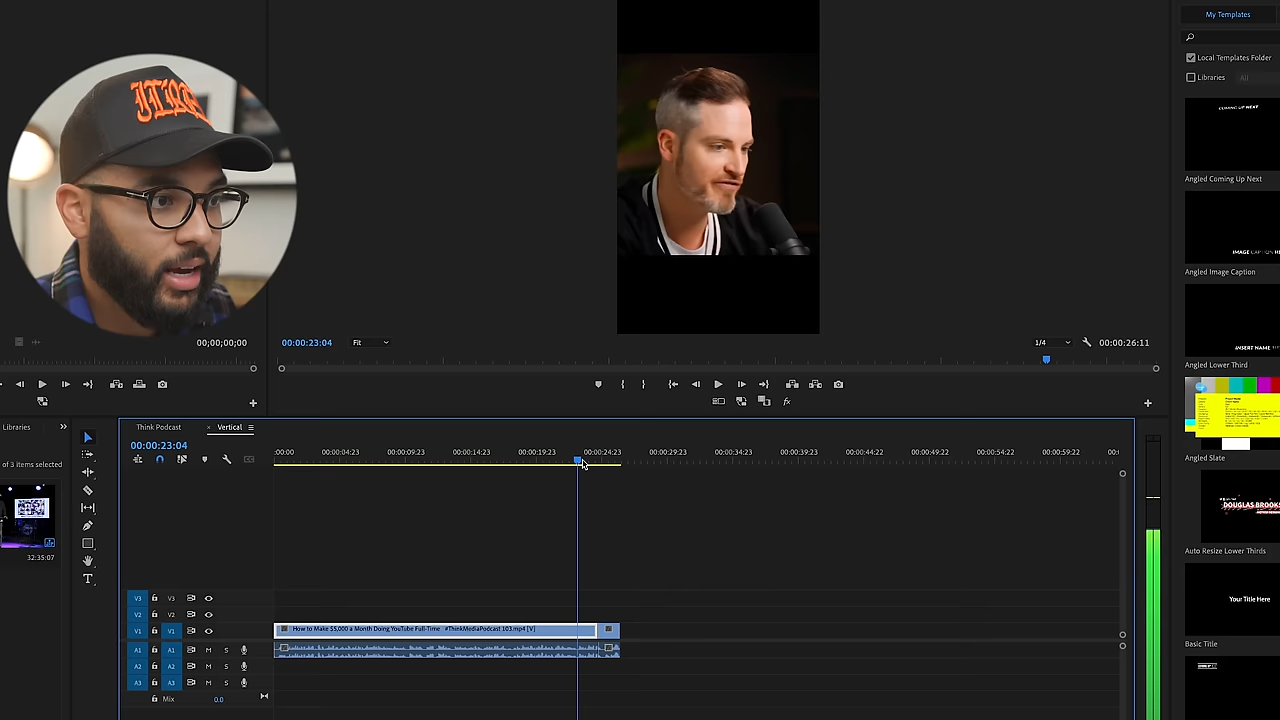 My Templates
Local Templates Folder
Libraries
All
COMING UP NEXT
Angled Coming Up Next
IMAGE CAPTION HE
Angled Image Caption
00;00;00;00
00:00:23:04
Fit
1/4
00:00:26:11
INSERT NAME
Angled Lower Third
Libraries
Think Podcast
× Vertical
00:00:23:04
:00:00 00:00:04:23 00:00:09:23 00:00:14:23 00:00:19:23 00:00:24:23 00:00:29:23 00:00:34:23 00:00:39:23 00:00:44:22 00:00:49:22 00:00:54:22 00:00:59:22 00:0
of 3 items selected
Angled Slate
DOUGLAS BROOKS
Auto Resize Lower Thirds
32:35:07
T
V3 V3
V2 V2
V1 V1
How to Make $5,000 a Month Doing YouTube Full-Time #ThinkMediaPodcast 103.mp4 [V]
A1 A1 M S
A2 A2 M S
A3 A3 M S
Mix 0.0
Your Title Here
Basic Title